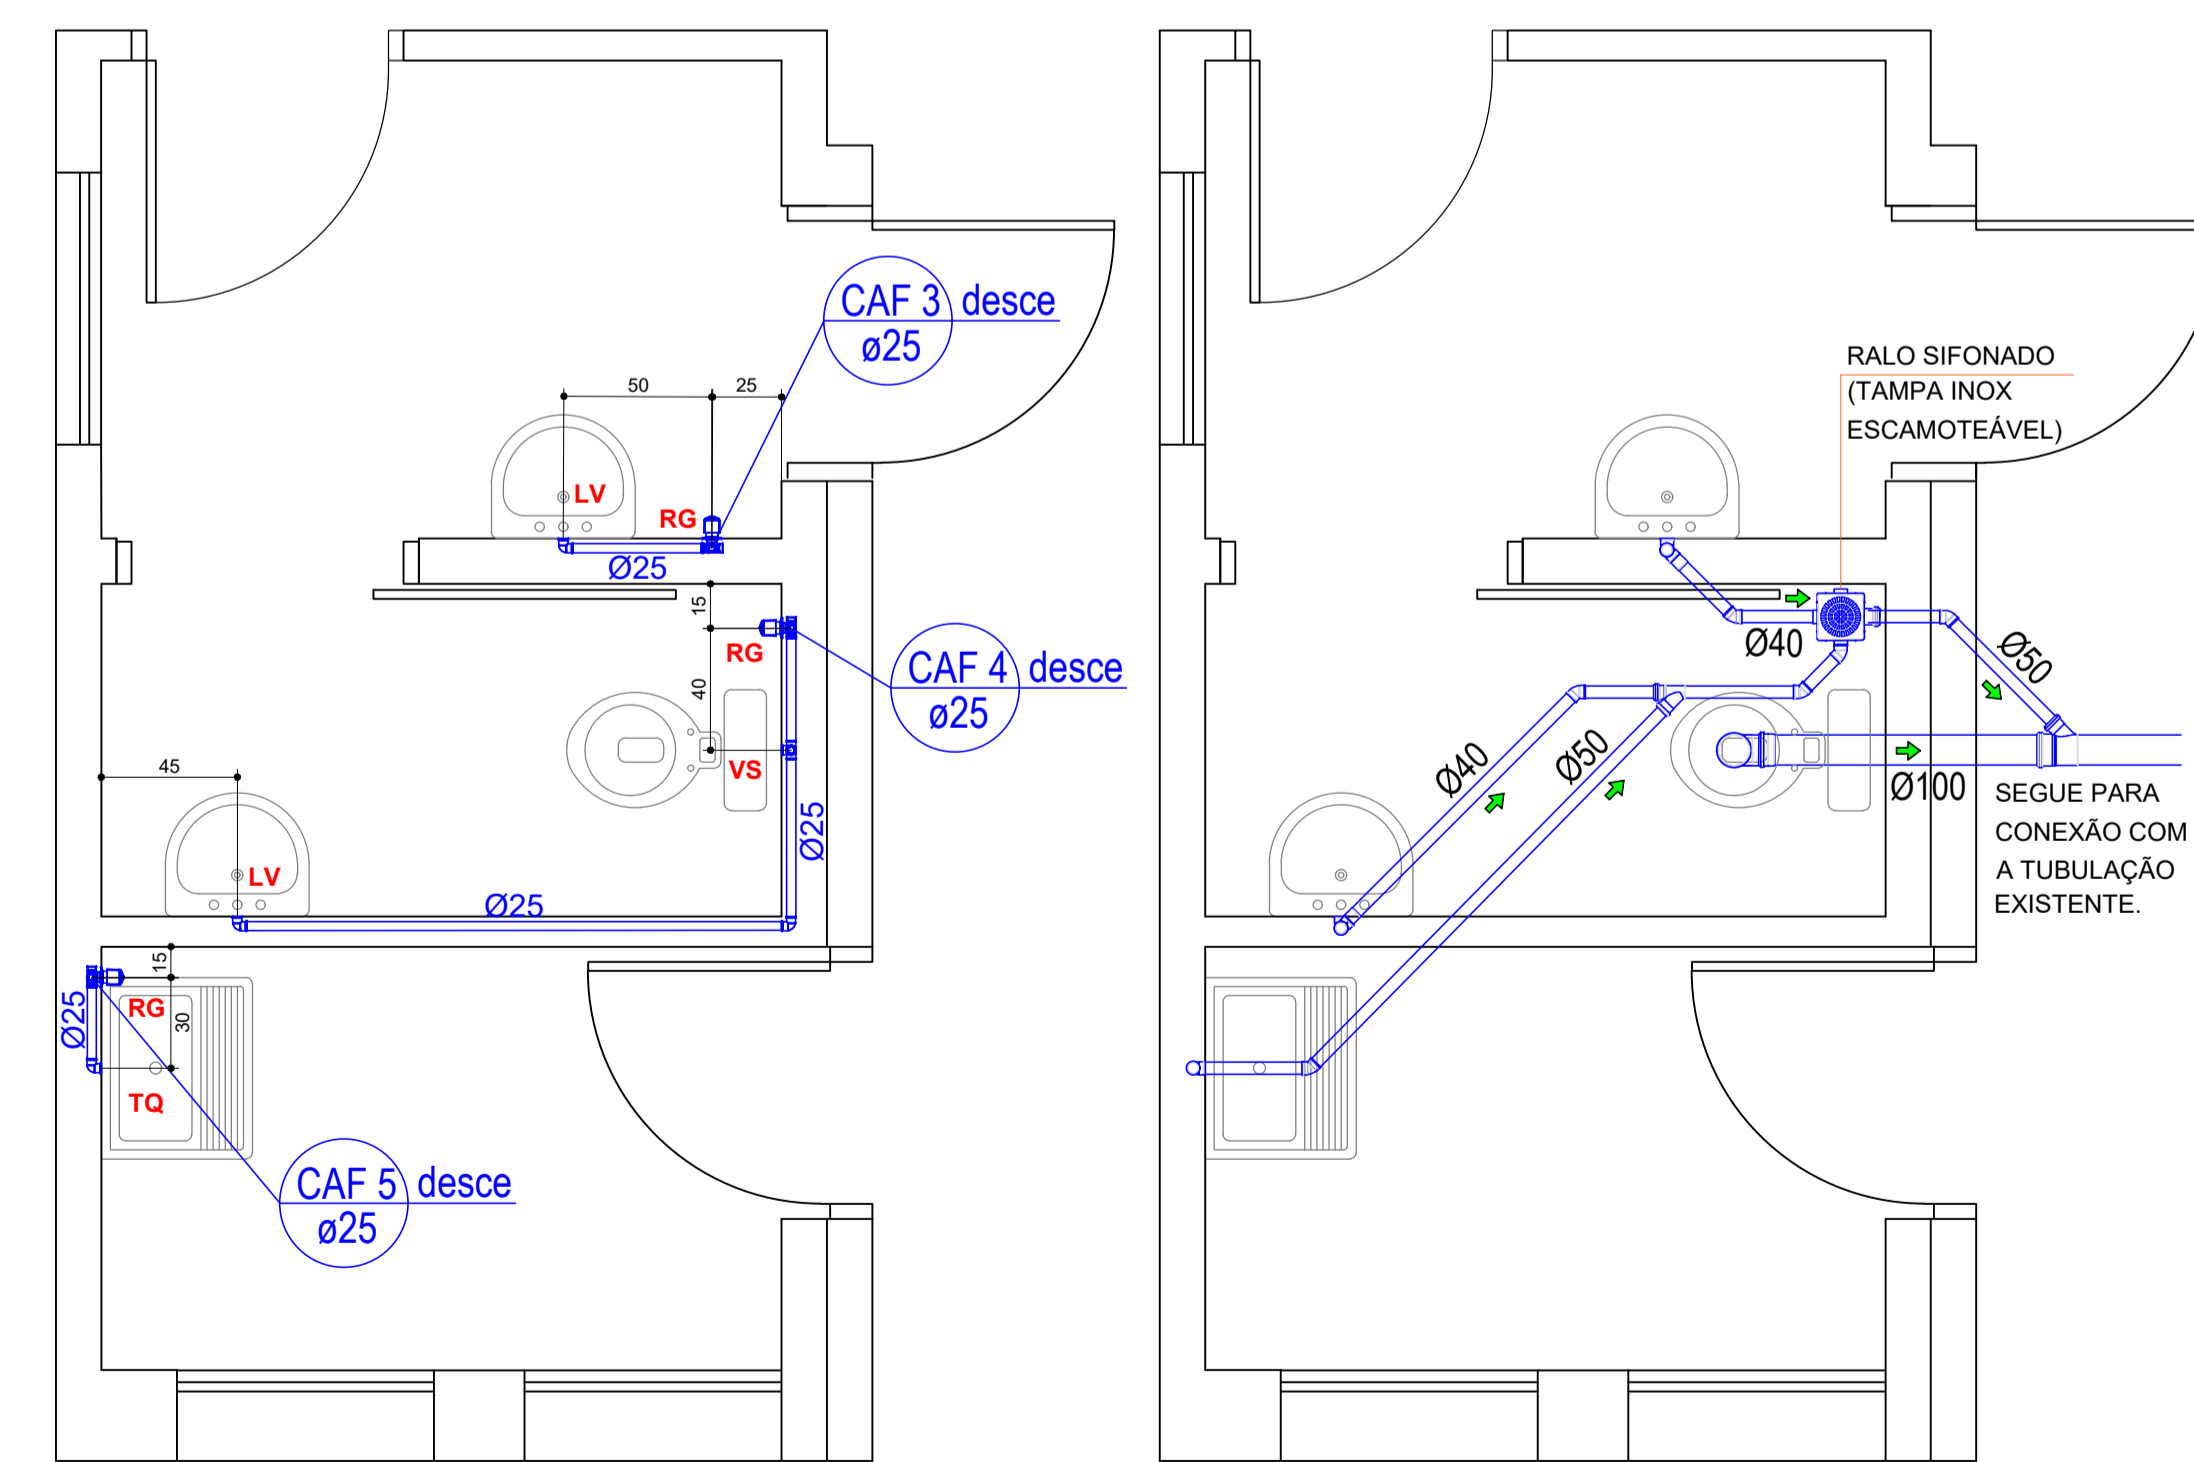 CAF 3 desce
ø25
50
25
LV
RG
Ø25
15
RG
40
CAF 4 desce
ø25
VS
45
Ø25
LV
Ø25
15
RG
Ø25
30
TQ
CAF 5 desce
ø25
RALO SIFONADO
(TAMPA INOX
ESCAMOTEÁVEL)
Ø40
Ø50
Ø40
Ø50
Ø100
SEGUE PARA
CONEXÃO COM
A TUBULAÇÃO
EXISTENTE.